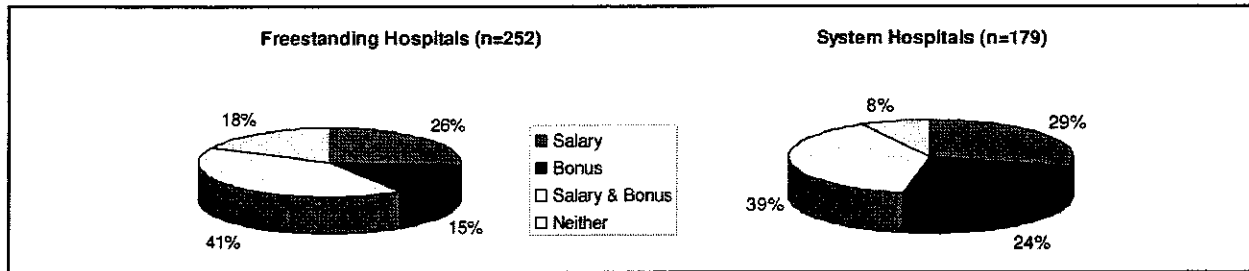 Freestanding Hospitals (n=252)
18%
26%
41%
15%
Salary
Bonus
Salary & Bonus
Neither
System Hospitals (n=179)
8%
29%
39%
24%